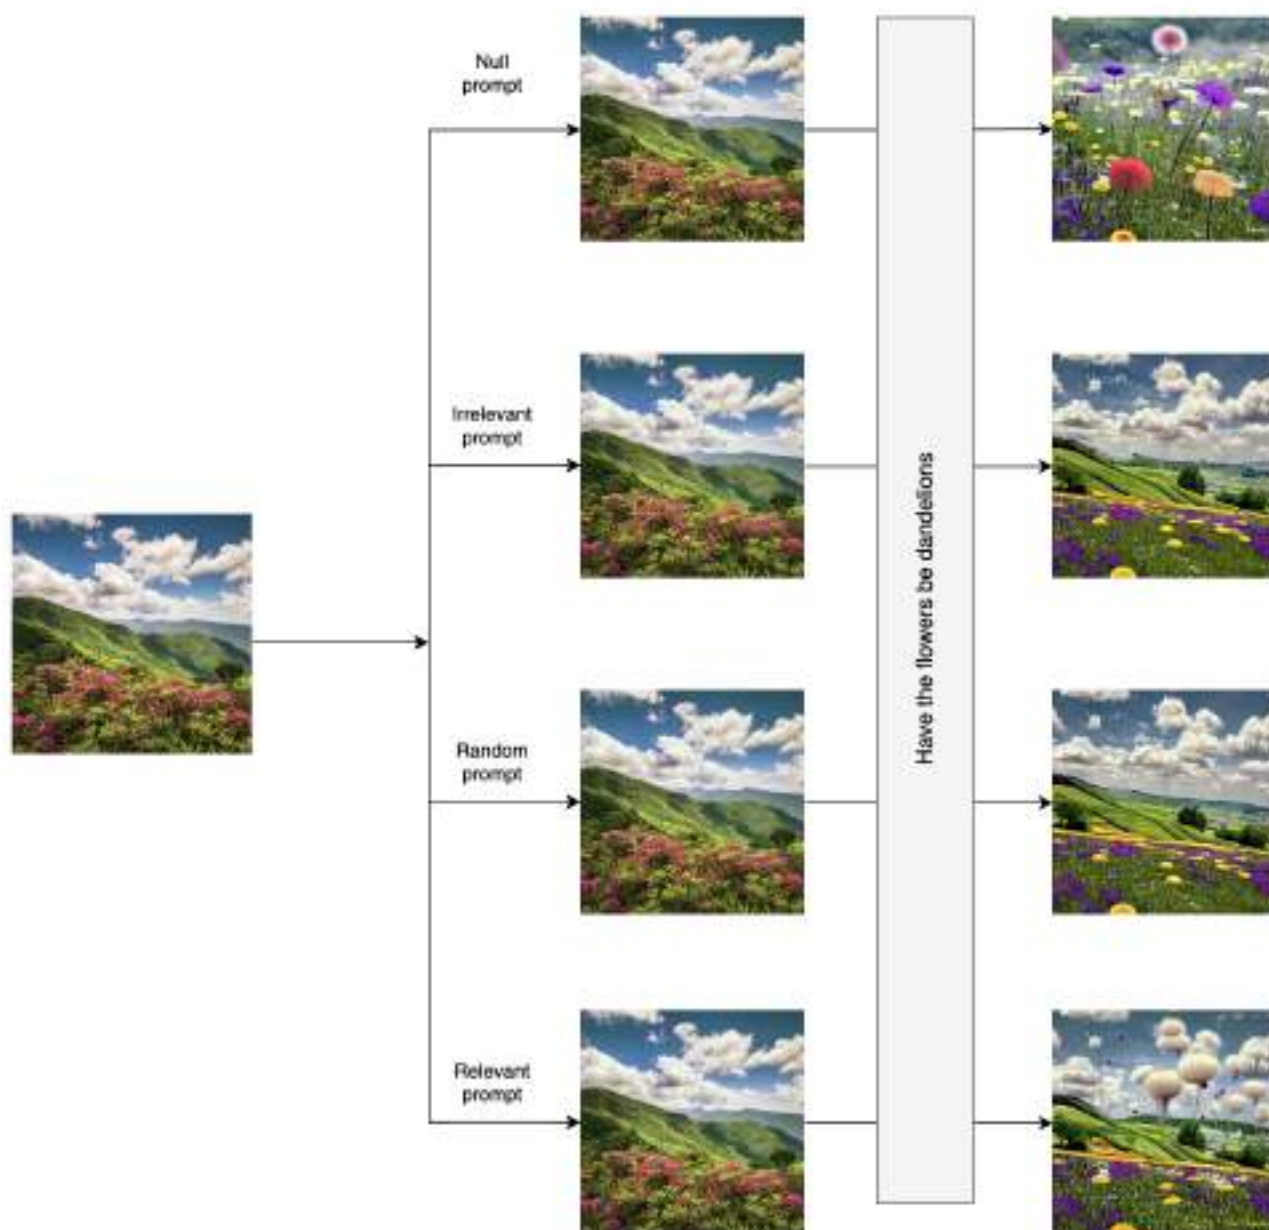 Null
prompt
Irrelevant
prompt
Have the flowers be dandelions
Random
prompt
Relevant
prompt